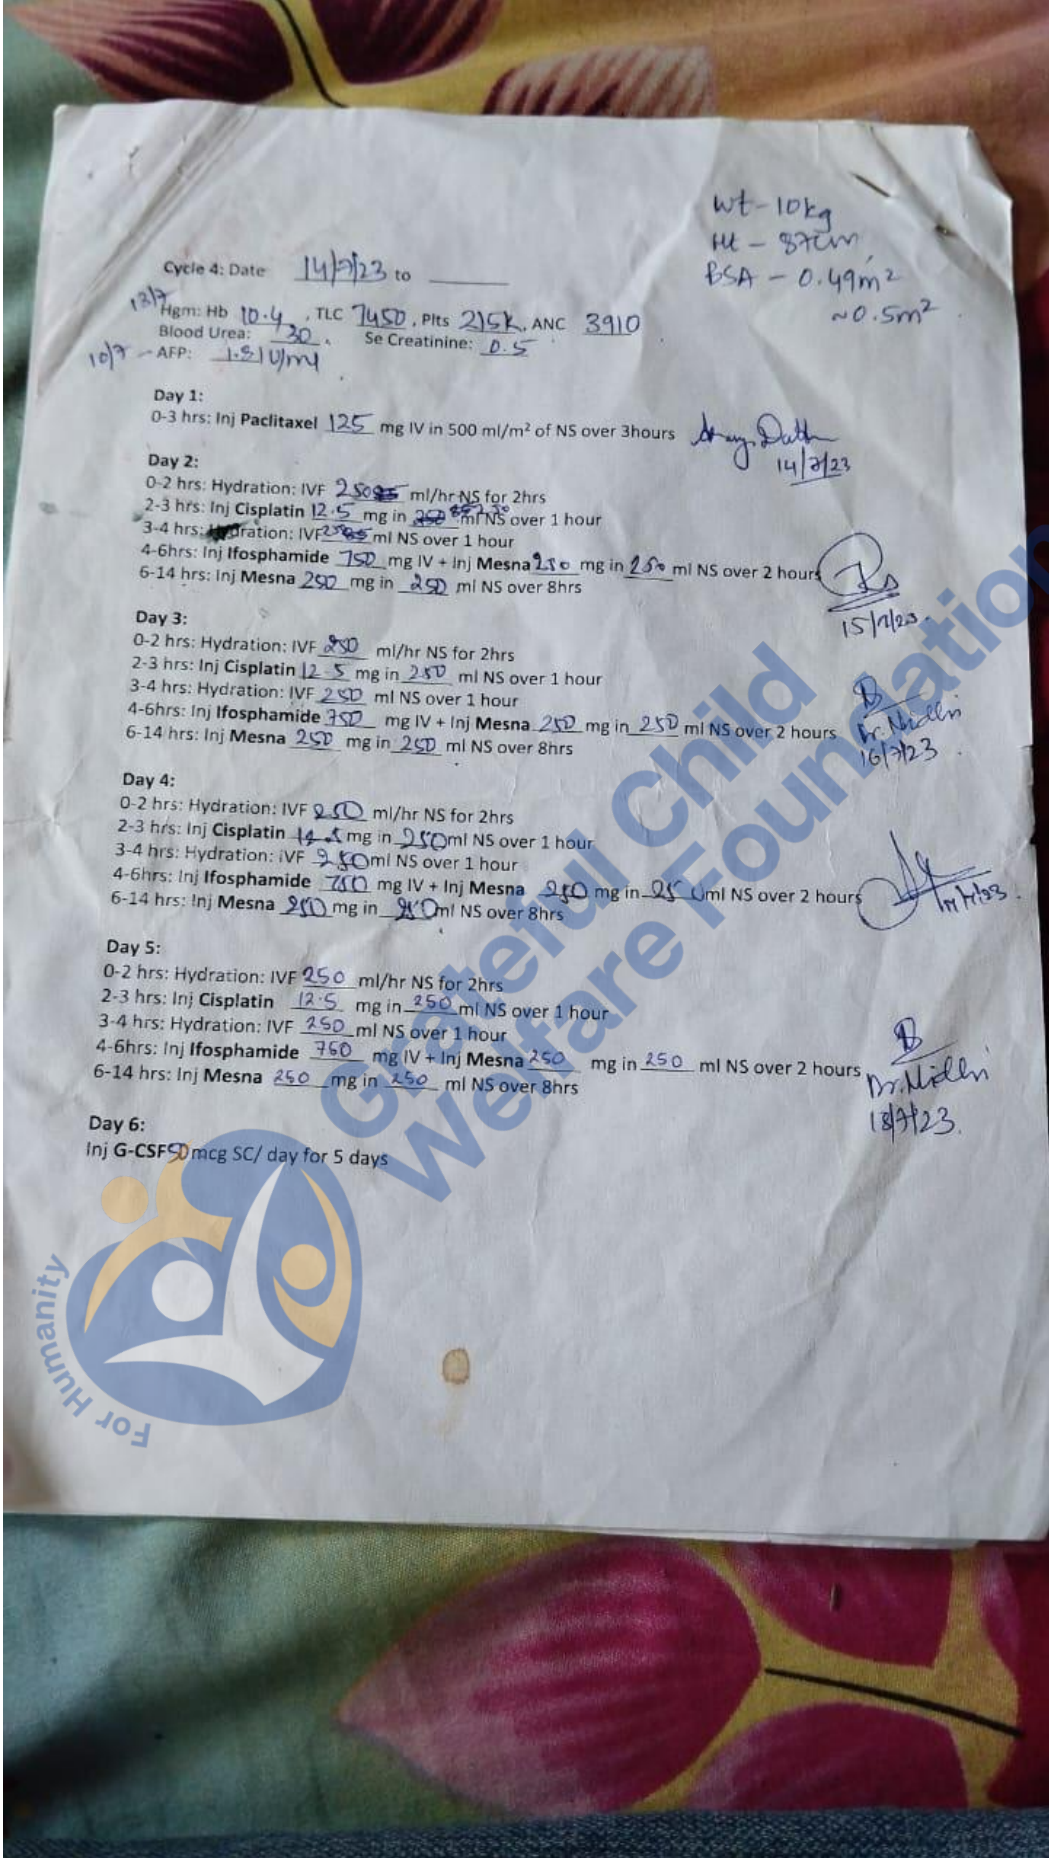 Wt - 10kg
Ht - 87cm
BSA - 0.49m²
~0.5m²
Cycle 4: Date 14/7/23 to
13/7
Hgm: Hb 10.4, TLC 7450, Plts 215K, ANC 3910
Blood Urea: 30, Se Creatinine: 0.5
10/7 - AFP: 1.8 IU/ml
Day 1:
0-3 hrs: Inj Paclitaxel 125 mg IV in 500 ml/m² of NS over 3hours
14/7/23
Day 2:
0-2 hrs: Hydration: IVF 250 ml/hr NS for 2hrs
2-3 hrs: Inj Cisplatin 12.5 mg in 250 ml NS over 1 hour
3-4 hrs: Hydration: IVF 250 ml NS over 1 hour
4-6hrs: Inj Ifosphamide 750 mg IV + Inj Mesna 250 mg in 250 ml NS over 2 hours
6-14 hrs: Inj Mesna 250 mg in 250 ml NS over 8hrs
15/7/23
Day 3:
0-2 hrs: Hydration: IVF 250 ml/hr NS for 2hrs
2-3 hrs: Inj Cisplatin 12.5 mg in 250 ml NS over 1 hour
3-4 hrs: Hydration: IVF 250 ml NS over 1 hour
4-6hrs: Inj Ifosphamide 750 mg IV + Inj Mesna 250 mg in 250 ml NS over 2 hours
6-14 hrs: Inj Mesna 250 mg in 250 ml NS over 8hrs
Dr. Nidhi
16/7/23
Day 4:
0-2 hrs: Hydration: IVF 250 ml/hr NS for 2hrs
2-3 hrs: Inj Cisplatin 12.5 mg in 250 ml NS over 1 hour
3-4 hrs: Hydration: IVF 250 ml NS over 1 hour
4-6hrs: Inj Ifosphamide 750 mg IV + Inj Mesna 250 mg in 250 ml NS over 2 hours
6-14 hrs: Inj Mesna 250 mg in 250 ml NS over 8hrs
17/7/23
Day 5:
0-2 hrs: Hydration: IVF 250 ml/hr NS for 2hrs
2-3 hrs: Inj Cisplatin 12.5 mg in 250 ml NS over 1 hour
3-4 hrs: Hydration: IVF 250 ml NS over 1 hour
4-6hrs: Inj Ifosphamide 750 mg IV + Inj Mesna 250 mg in 250 ml NS over 2 hours
6-14 hrs: Inj Mesna 250 mg in 250 ml NS over 8hrs
Dr. Nidhi
18/7/23.
Day 6:
Inj G-CSF 50 mcg SC/ day for 5 days
Grateful Child
Welfare Foundation
For Humanity